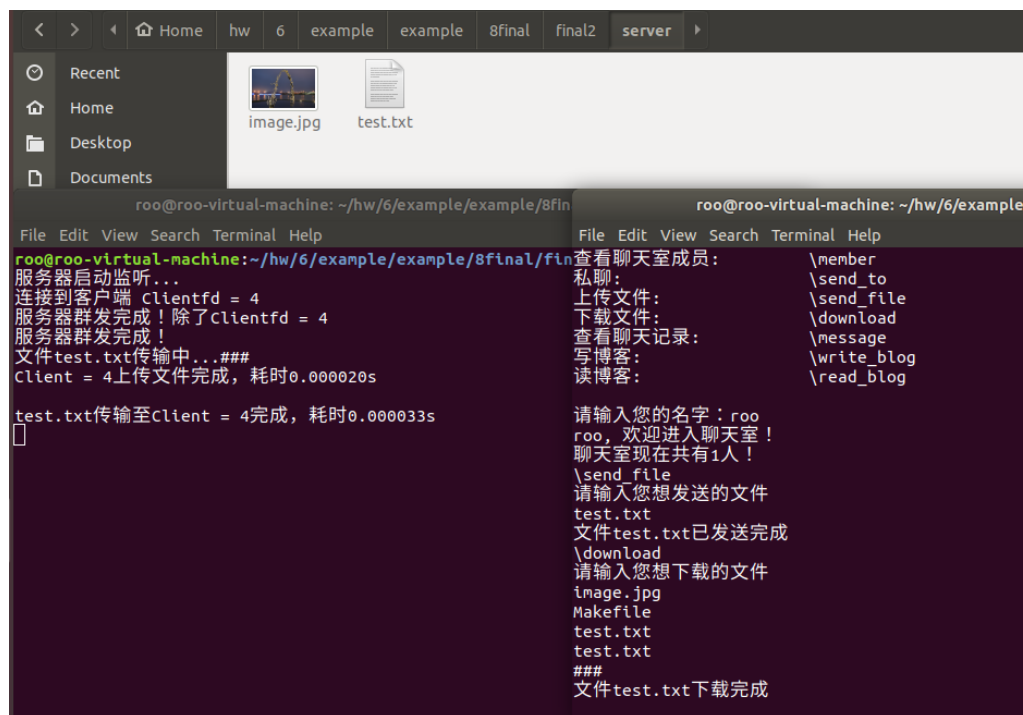 Home hw 6 example example 8final final2 server
Recent
Home
Desktop
Documents
image.jpg test.txt
roo@roo-virtual-machine: ~/hw/6/example/example/8fin
File Edit View Search Terminal Help
roo@roo-virtual-machine:~/hw/6/example/example/8final/fin
服务器启动监听...
连接到客户端 Clientfd = 4
服务器群发完成！除了Clientfd = 4
服务器群发完成！
文件test.txt传输中...###
Client = 4上传文件完成，耗时0.000020s
test.txt传输至Client = 4完成，耗时0.000033s
roo@roo-virtual-machine: ~/hw/6/example
File Edit View Search Terminal Help
查看聊天室成员: \member
私聊: \send_to
上传文件: \send_file
下载文件: \download
查看聊天记录: \message
写博客: \write_blog
读博客: \read_blog
请输入您的名字：roo
roo, 欢迎进入聊天室！
聊天室现在共有1人！
\send_file
请输入您想发送的文件
test.txt
文件test.txt已发送完成
\download
请输入您想下载的文件
image.jpg
Makefile
test.txt
test.txt
###
文件test.txt下载完成